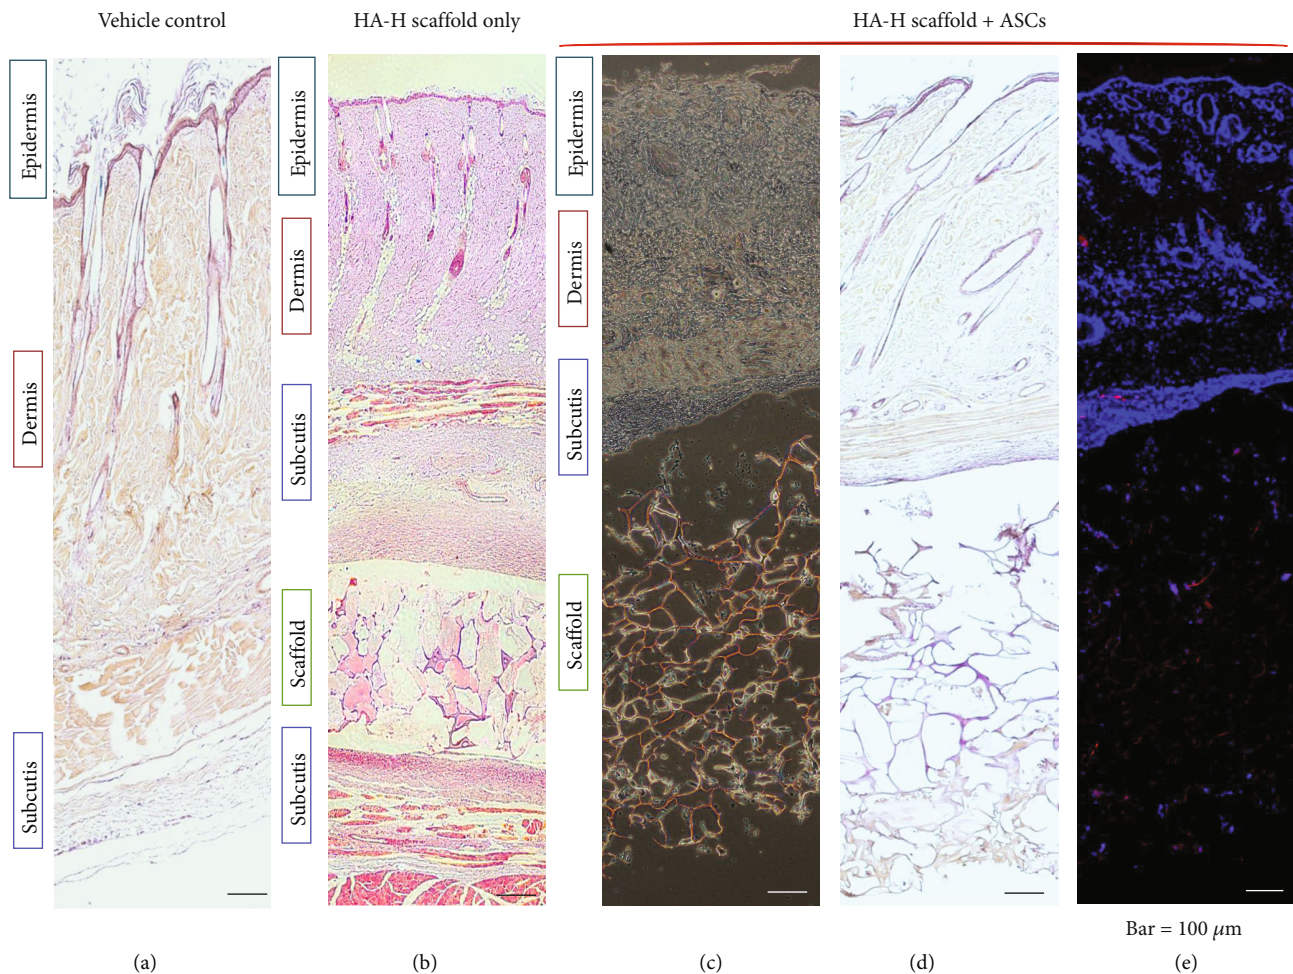 Vehicle control
HA-H scaffold only
HA-H scaffold + ASCs
Epidermis
Dermis
Subcutis
Epidermis
Dermis
Subcutis
Scaffold
Subcutis
Epidermis
Dermis
Subcutis
Scaffold
Bar = 100 μm
(a)
(b)
(c)
(d)
(e)